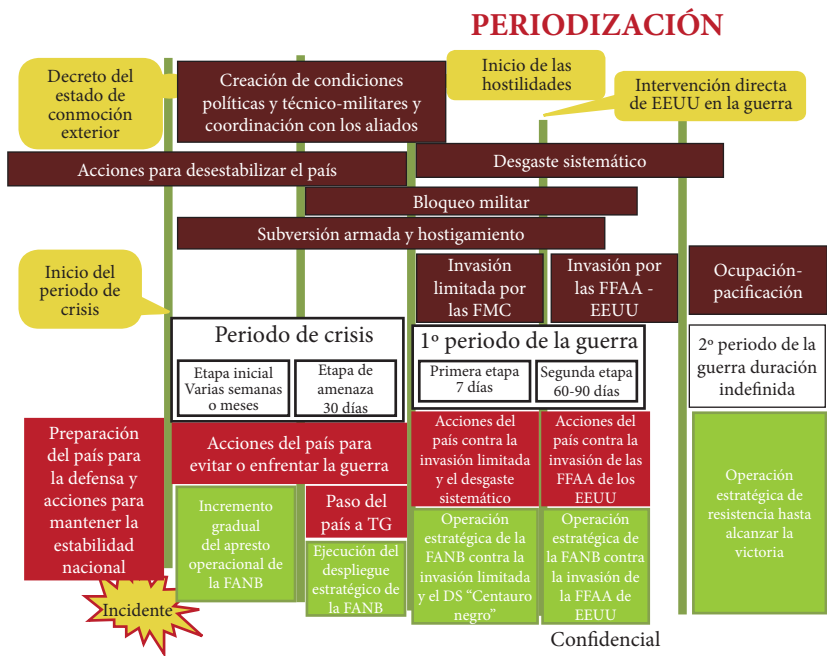 PERIODIZACIÓN
Decreto del
estado de
conmoción
exterior
Creación de condiciones
políticas y técnico-militares y
coordinación con los aliados
Inicio de las
hostilidades
Intervención directa
de EEUU en la guerra
Acciones para desestabilizar el país
Desgaste sistemático
Bloqueo militar
Subversión armada y hostigamiento
Inicio del
periodo de
crisis
Invasión
limitada por
las FMC
Invasión por
las FFAA -
EEUU
Ocupación-
pacificación
Periodo de crisis
Etapa inicial
Varias semanas
o meses
Etapa de
amenaza
30 días
1º periodo de la guerra
Primera etapa
7 días
Segunda etapa
60-90 días
2º periodo de la
guerra duración
indefinida
Preparación
del país para
la defensa y
acciones para
mantener la
estabilidad
nacional
Acciones del país para
evitar o enfrentar la guerra
Acciones del
país contra la
invasión limitada
y el desgaste
sistemático
Acciones del
país contra la
invasión de las
FFAA de los
EEUU
Incremento
gradual
del apresto
operacional de
la FANB
Paso del
país a TG
Ejecución del
despliegue
estratégico de
la FANB
Operación
estratégica de la
FANB contra la
invasión limitada
y el DS “Centauro
negro”
Operación
estratégica de
la FANB contra
la invasión de
la FFAA de
EEUU
Operación
estratégica de
resistencia hasta
alcanzar la
victoria
Incidente
Confidencial